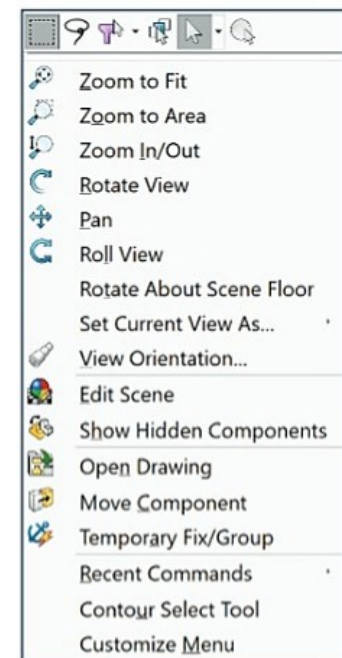 Zoom to Fit
Zoom to Area
Zoom In/Out
Rotate View
Pan
Roll View
Rotate About Scene Floor
Set Current View As...
View Orientation...
Edit Scene
Show Hidden Components
Open Drawing
Move Component
Temporary Fix/Group
Recent Commands
Contour Select Tool
Customize Menu